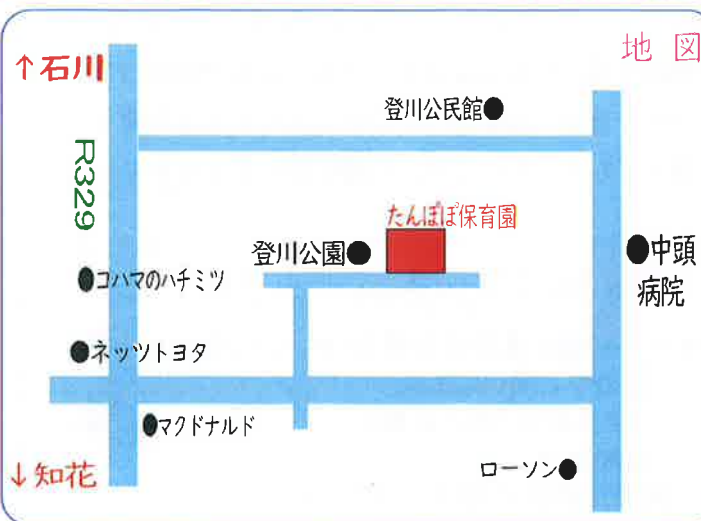 地図
↑石川
登川公民館●
R329
たんぽぽ保育園
登川公園●
●中頭
病院
●コハマのハチミツ
●ネッツトヨタ
●マクドナルド
ローソン●
↓知花